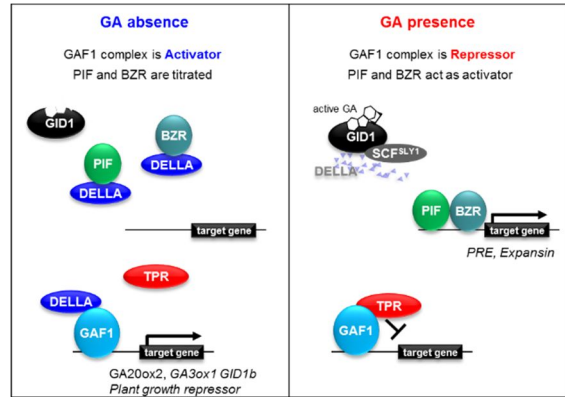 GA absence
GAF1 complex is Activator
PIF and BZR are titrated
GID1
BZR
DELLA
PIF
DELLA
target gene
TPR
DELLA
GAF1
target gene
GA20ox2, GA3ox1 GID1b
Plant growth repressor
GA presence
GAF1 complex is Repressor
PIF and BZR act as activator
active GA
GID1
SCFSLY1
DELLA
PIF
BZR
target gene
PRE, Expansin
TPR
GAF1
target gene